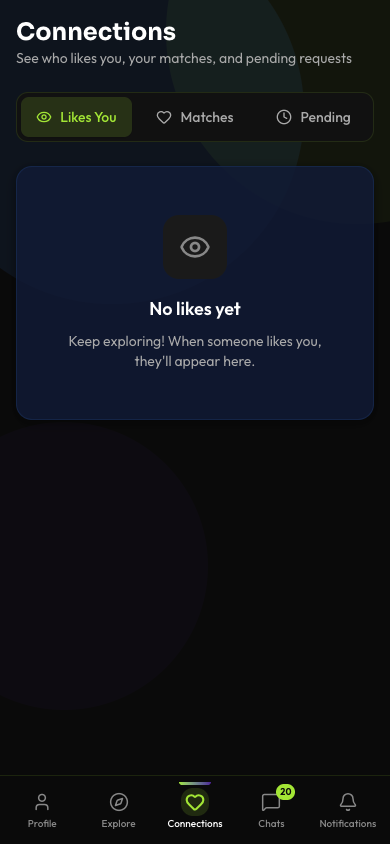 Connections
See who likes you, your matches, and pending requests
Likes You
Matches
Pending
No likes yet
Keep exploring! When someone likes you,
they'll appear here.
20
Profile
Explore
Connections
Chats
Notifications